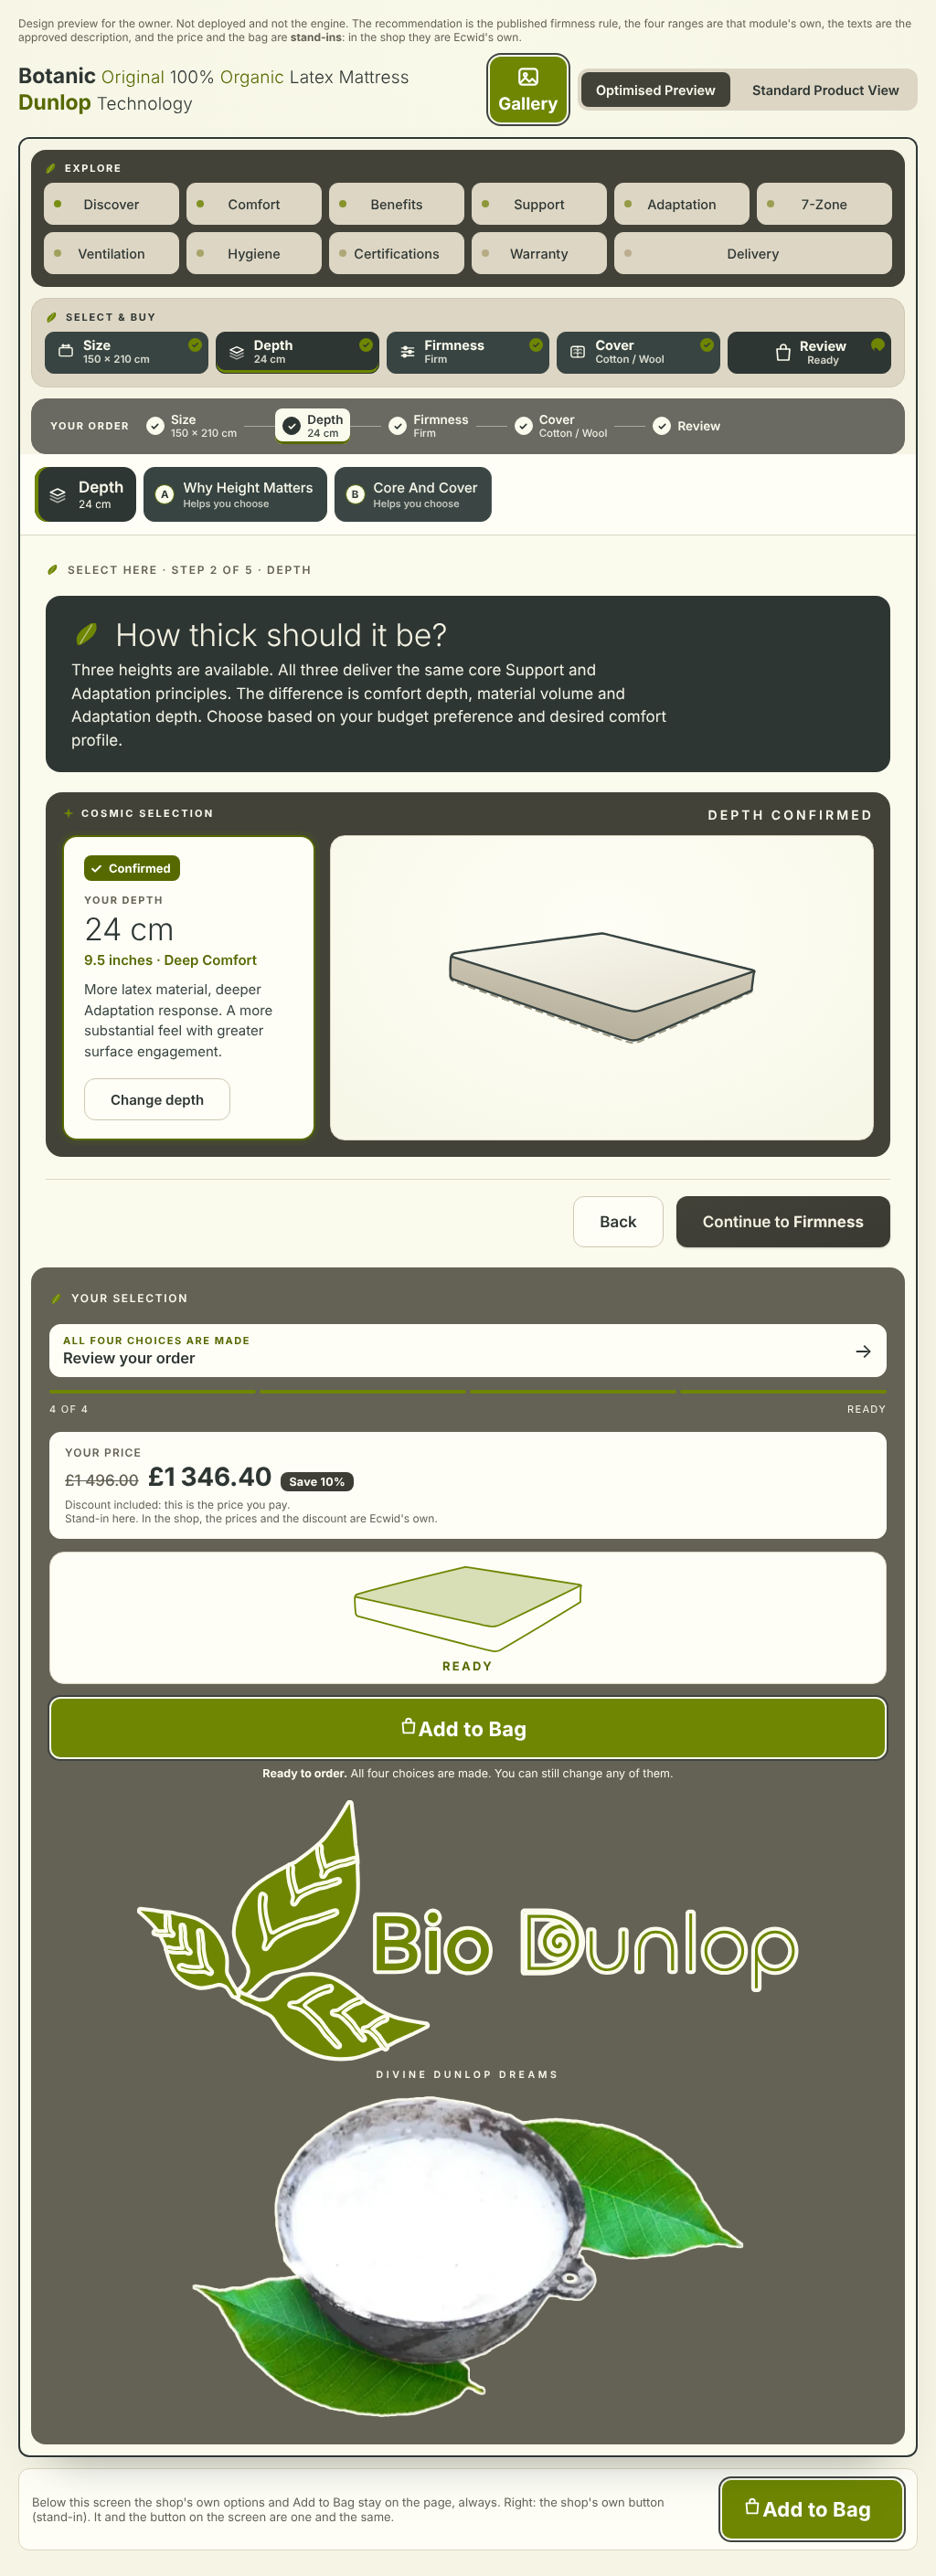 Design preview for the owner. Not deployed and not the engine. The recommendation is the published firmness rule, the four ranges are that module's own, the texts are the
approved description, and the price and the bag are stand-ins: in the shop they are Ecwid's own.
Botanic Original 100% Organic Latex Mattress
Dunlop Technology
Gallery
Optimised Preview
Standard Product View
EXPLORE
Discover
Comfort
Benefits
Support
Adaptation
7-Zone
Ventilation
Hygiene
Certifications
Warranty
Delivery
SELECT & BUY
Size
150 × 210 cm
Depth
24 cm
Firmness
Firm
Cover
Cotton / Wool
Review
Ready
YOUR ORDER
Size
150 × 210 cm
Depth
24 cm
Firmness
Firm
Cover
Cotton / Wool
Review
Depth
24 cm
A
Why Height Matters
Helps you choose
B
Core And Cover
Helps you choose
SELECT HERE · STEP 2 OF 5 · DEPTH
How thick should it be?
Three heights are available. All three deliver the same core Support and
Adaptation principles. The difference is comfort depth, material volume and
Adaptation depth. Choose based on your budget preference and desired comfort
profile.
COSMIC SELECTION
DEPTH CONFIRMED
Confirmed
YOUR DEPTH
24 cm
9.5 inches · Deep Comfort
More latex material, deeper
Adaptation response. A more
substantial feel with greater
surface engagement.
Change depth
Back
Continue to Firmness
YOUR SELECTION
ALL FOUR CHOICES ARE MADE
Review your order
4 OF 4
READY
YOUR PRICE
£1 496.00 £1 346.40 Save 10%
Discount included: this is the price you pay.
Stand-in here. In the shop, the prices and the discount are Ecwid's own.
READY
Add to Bag
Ready to order. All four choices are made. You can still change any of them.
Bio Dunlop
DIVINE DUNLOP DREAMS
Below this screen the shop's own options and Add to Bag stay on the page, always. Right: the shop's own button
(stand-in). It and the button on the screen are one and the same.
Add to Bag